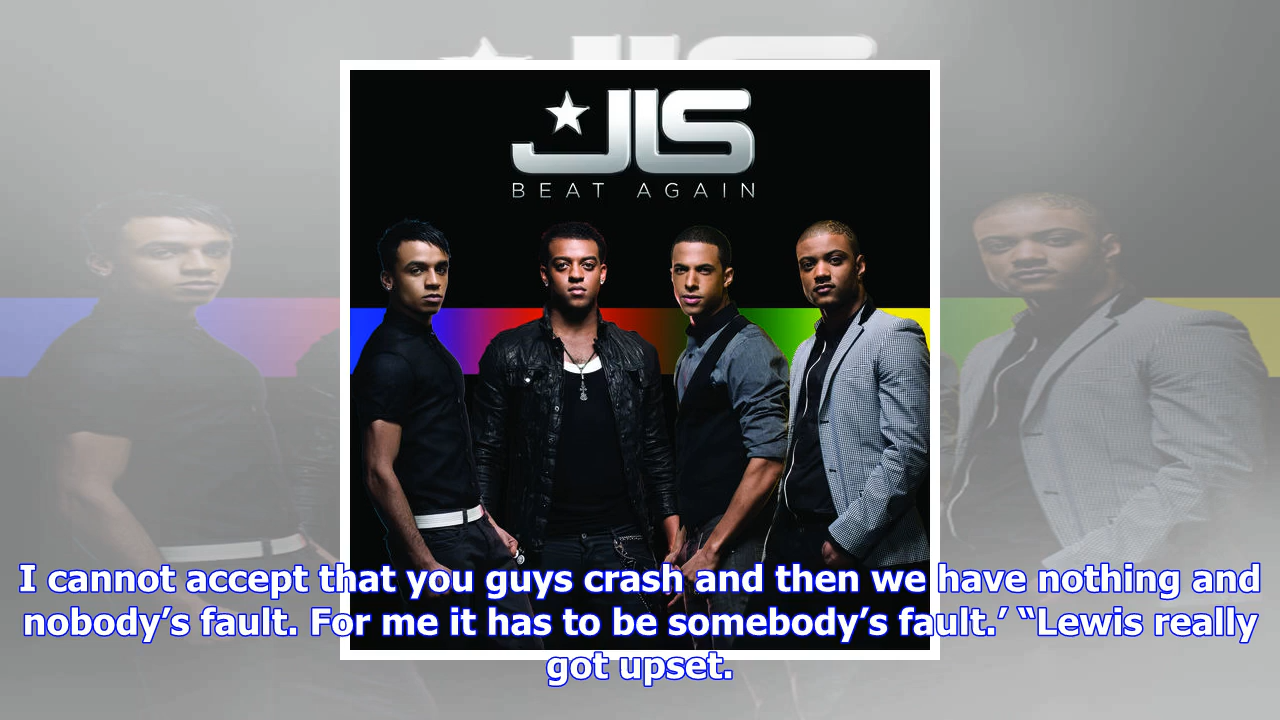 JLS
BEAT AGAIN
I cannot accept that you guys crash and then we have nothing and
nobody’s fault. For me it has to be somebody’s fault.’ “Lewis really
got upset.